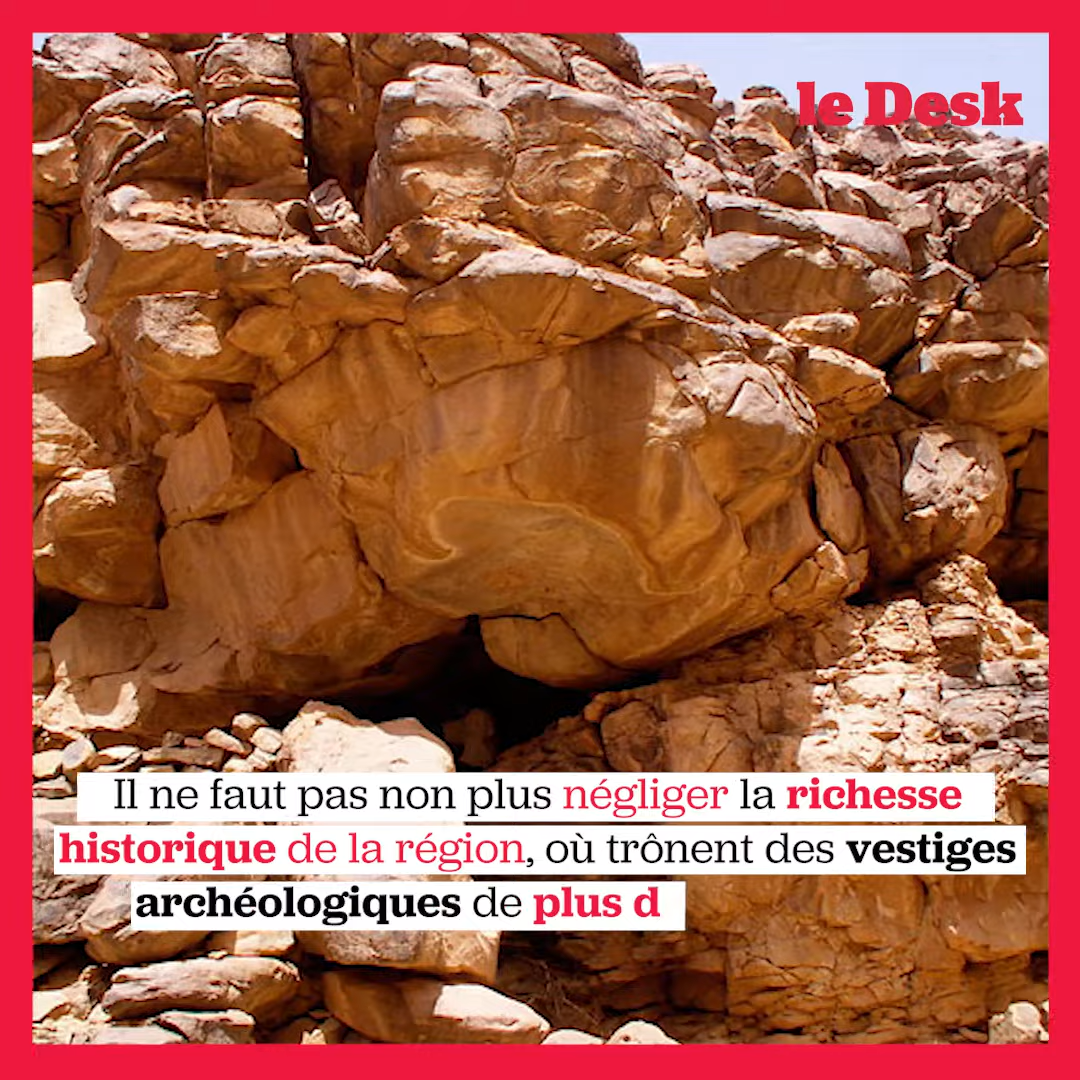 le Desk
Il ne faut pas non plus négliger la richesse
historique de la région, où trônent des vestiges
archéologiques de plus d